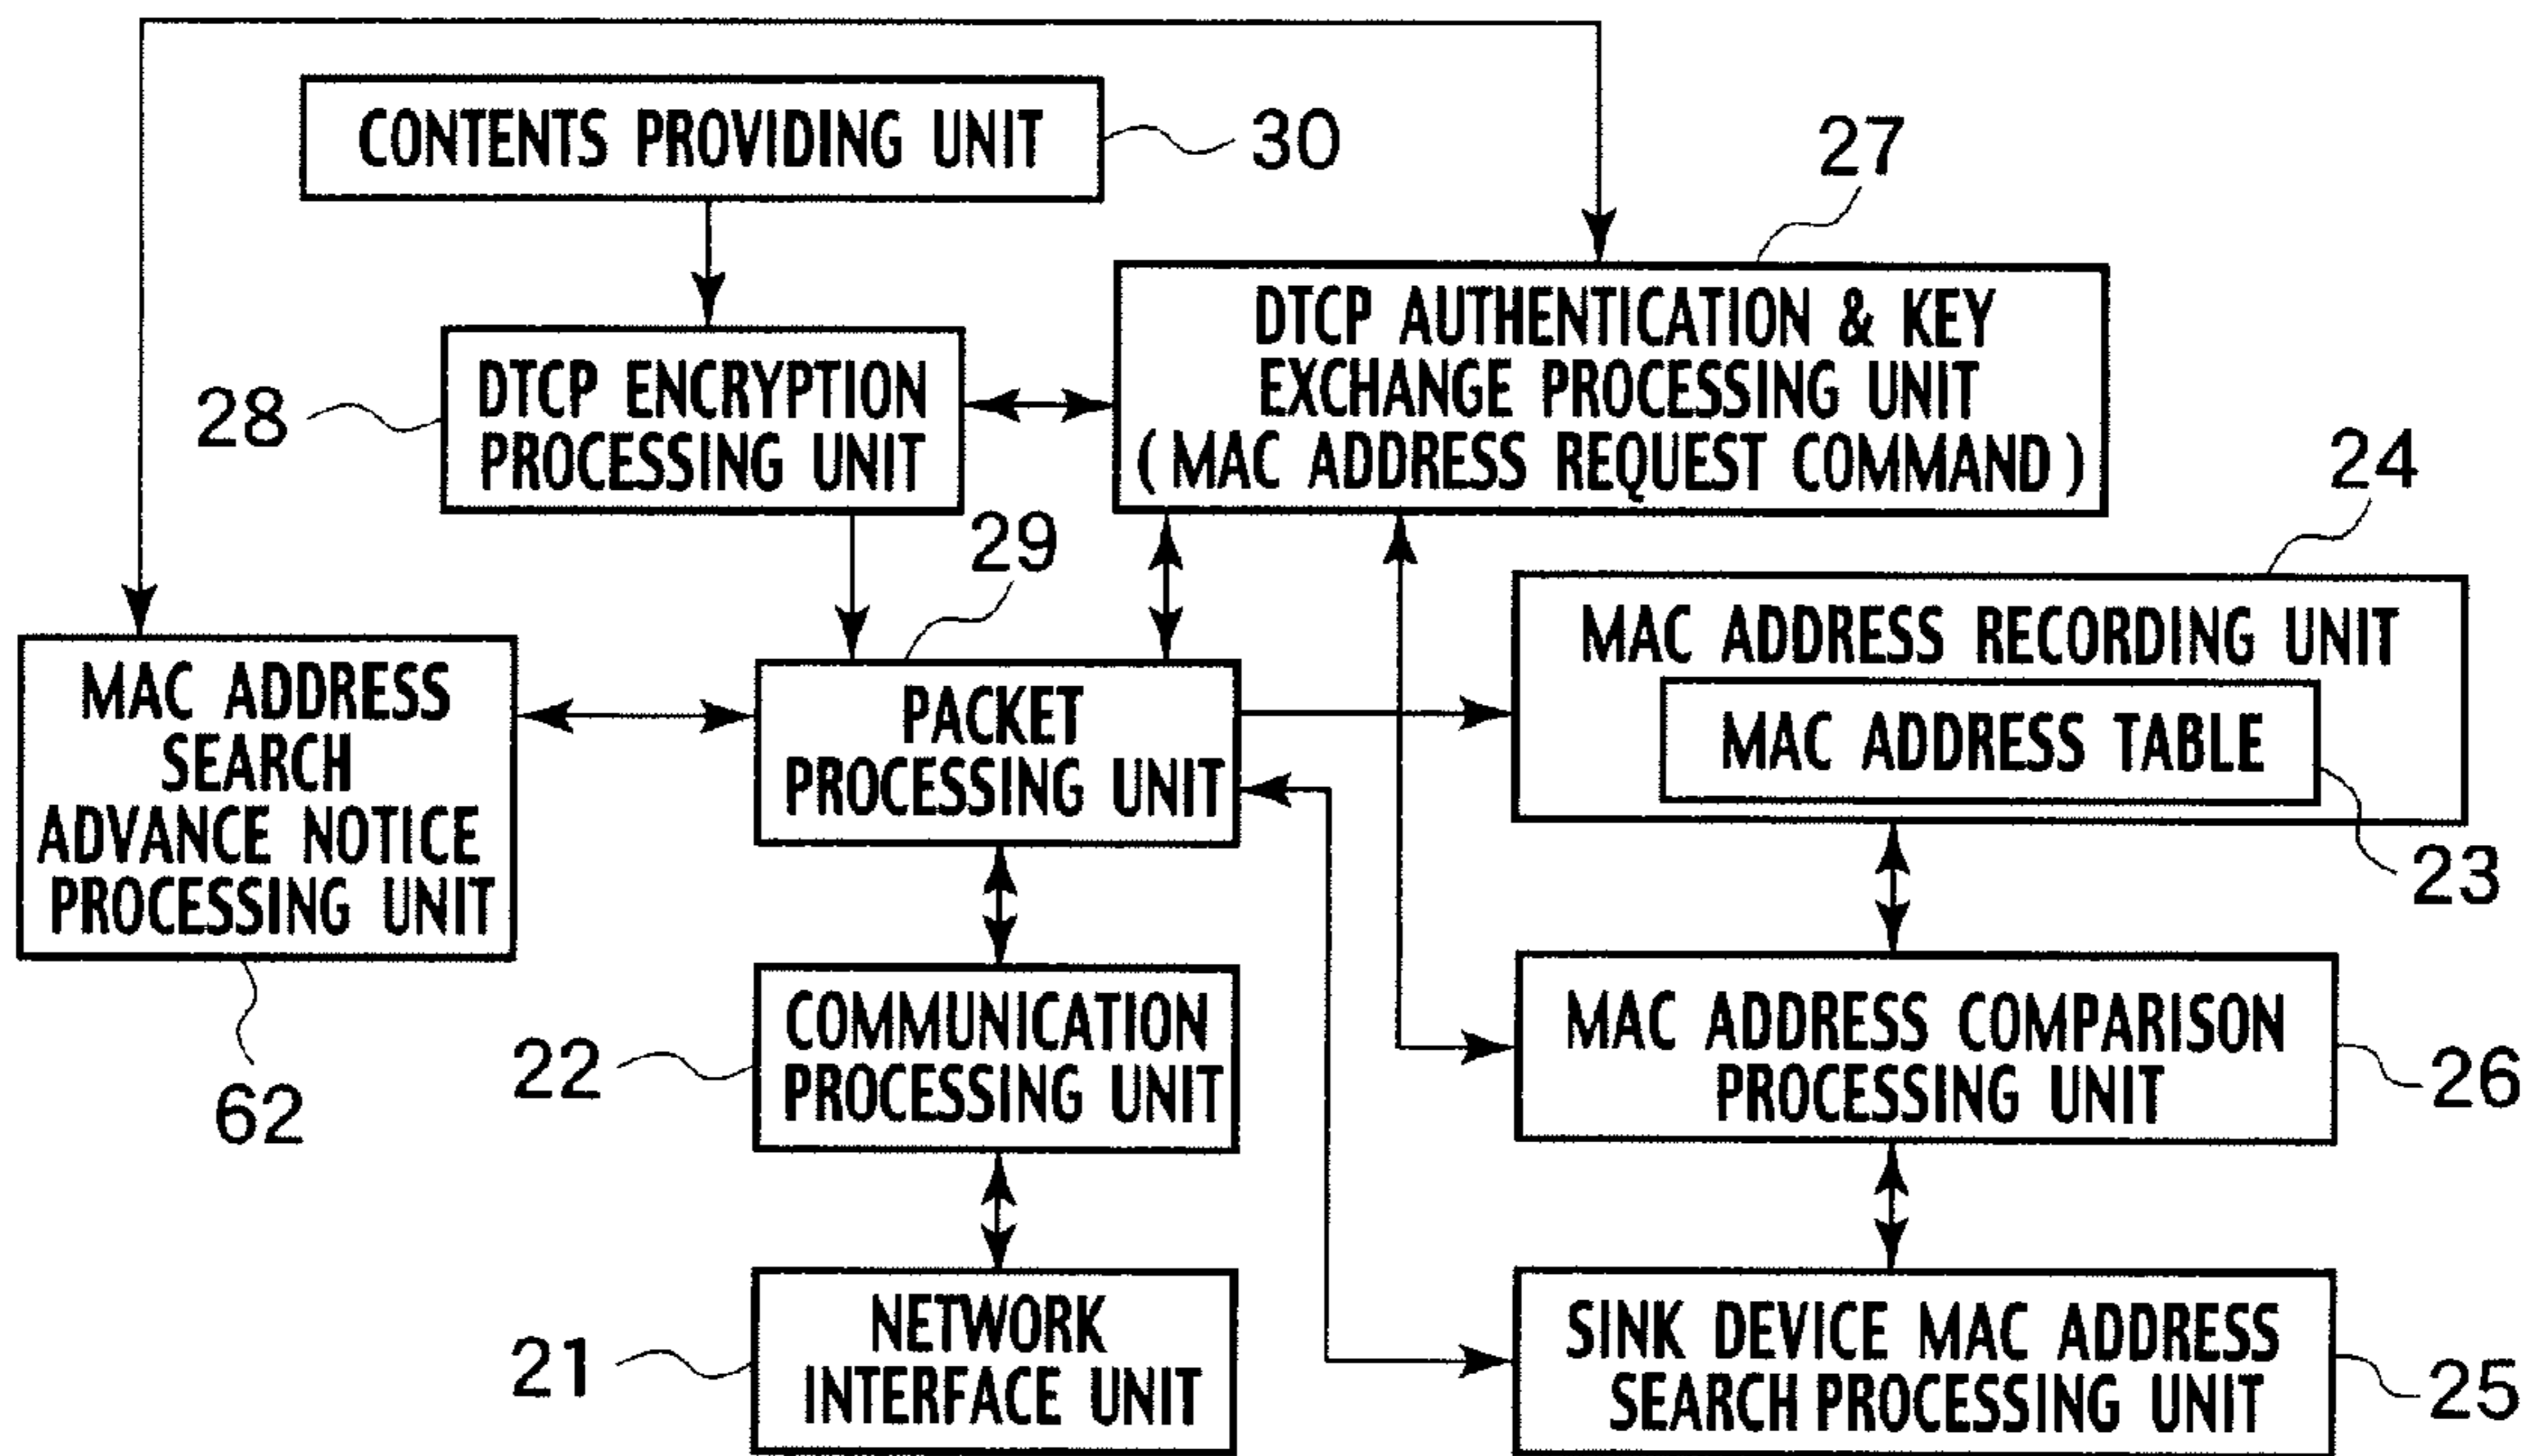 CONTENTS PROVIDING UNIT
30
27
DTCP AUTHENTICATION & KEY
EXCHANGE PROCESSING UNIT
( MAC ADDRESS REQUEST COMMAND )
28
DTCP ENCRYPTION
PROCESSING UNIT
24
29
MAC ADDRESS RECORDING UNIT
MAC ADDRESS TABLE
23
MAC ADDRESS
SEARCH
ADVANCE NOTICE
PROCESSING UNIT
62
PACKET
PROCESSING UNIT
22
COMMUNICATION
PROCESSING UNIT
MAC ADDRESS COMPARISON
PROCESSING UNIT
26
21
NETWORK
INTERFACE UNIT
SINK DEVICE MAC ADDRESS
SEARCH PROCESSING UNIT
25